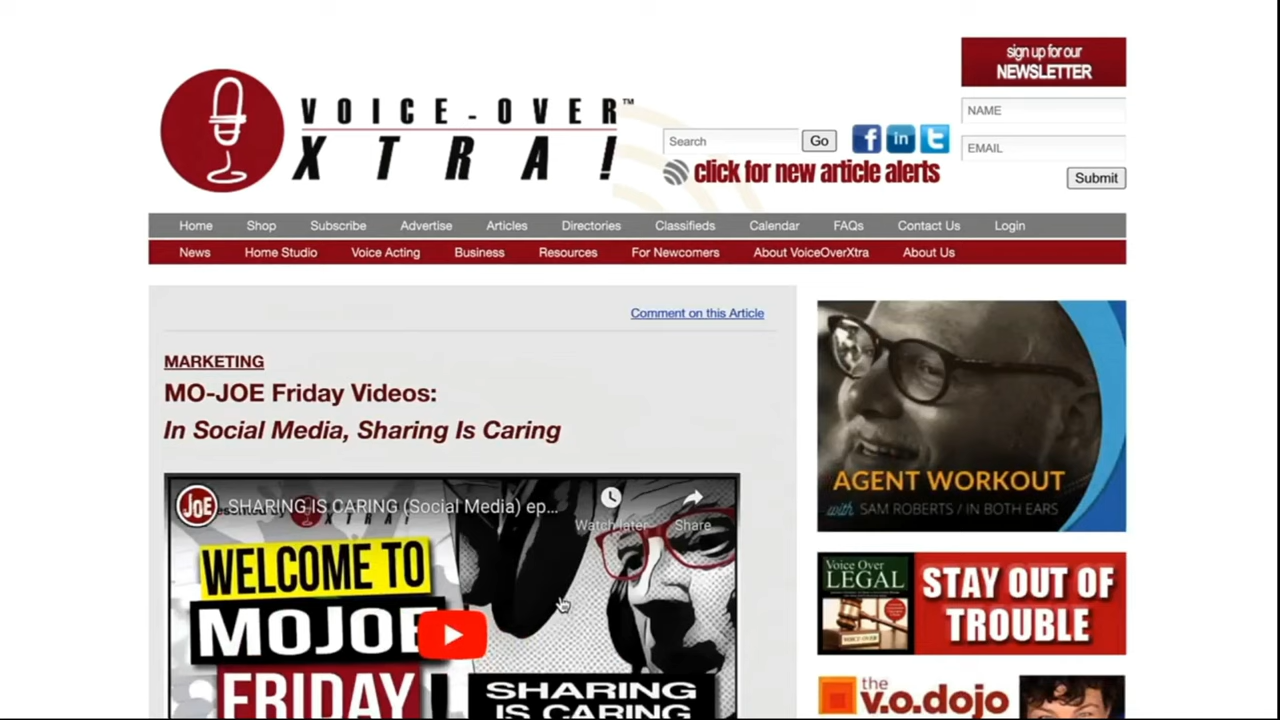 sign up for our
NEWSLETTER
VOICE-OVER™
XTRA!
Search
Go
f
in
t
NAME
EMAIL
click for new article alerts
Submit
Home Shop Subscribe Advertise Articles Directories Classifieds Calendar FAQs Contact Us Login
News Home Studio Voice Acting Business Resources For Newcomers About VoiceOverXtra About Us
Comment on this Article
MARKETING
MO-JOE Friday Videos:
In Social Media, Sharing Is Caring
JOE
SHARING IS CARING (Social Media) ep...
Watch later
Share
XTRA!
WELCOME TO
MOJOE
FRIDAY
SHARING
IS CARING
AGENT WORKOUT
with SAM ROBERTS / IN BOTH EARS
Voice Over
LEGAL
VOICE OVER
STAY OUT OF
TROUBLE
the
v.o.dojo